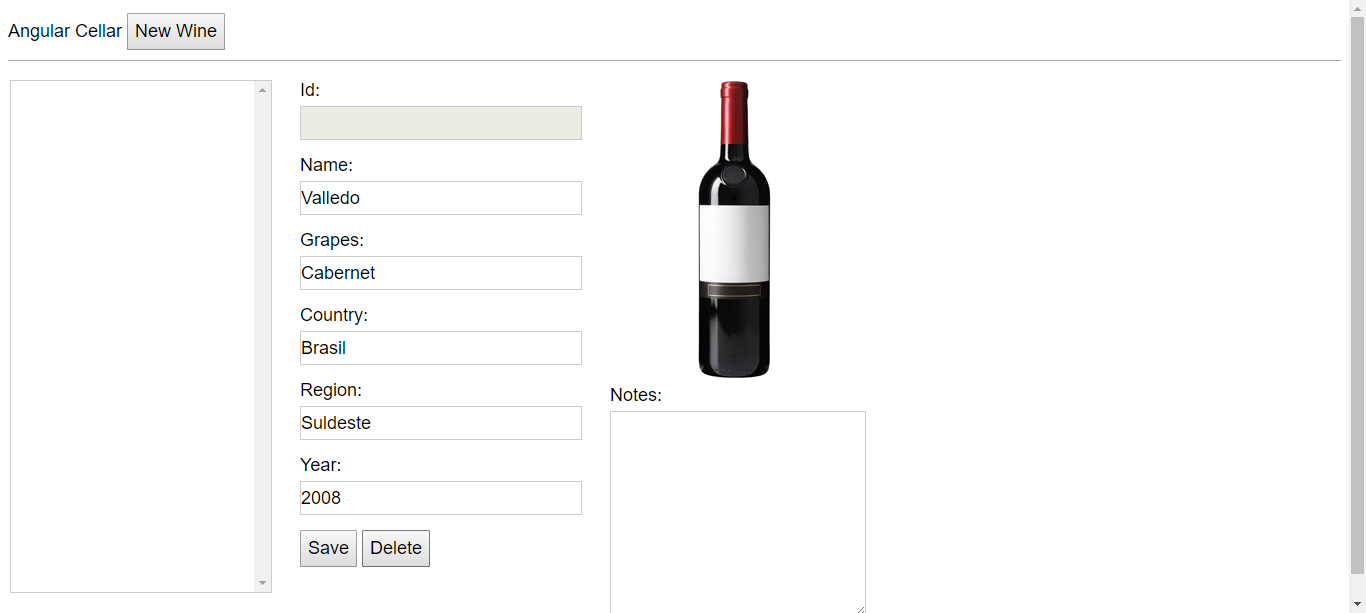 Angular Cellar New Wine
Id:
Name:
Valledo
Grapes:
Cabernet
Country:
Brasil
Region:
Suldeste
Year:
2008
Save Delete
Notes: